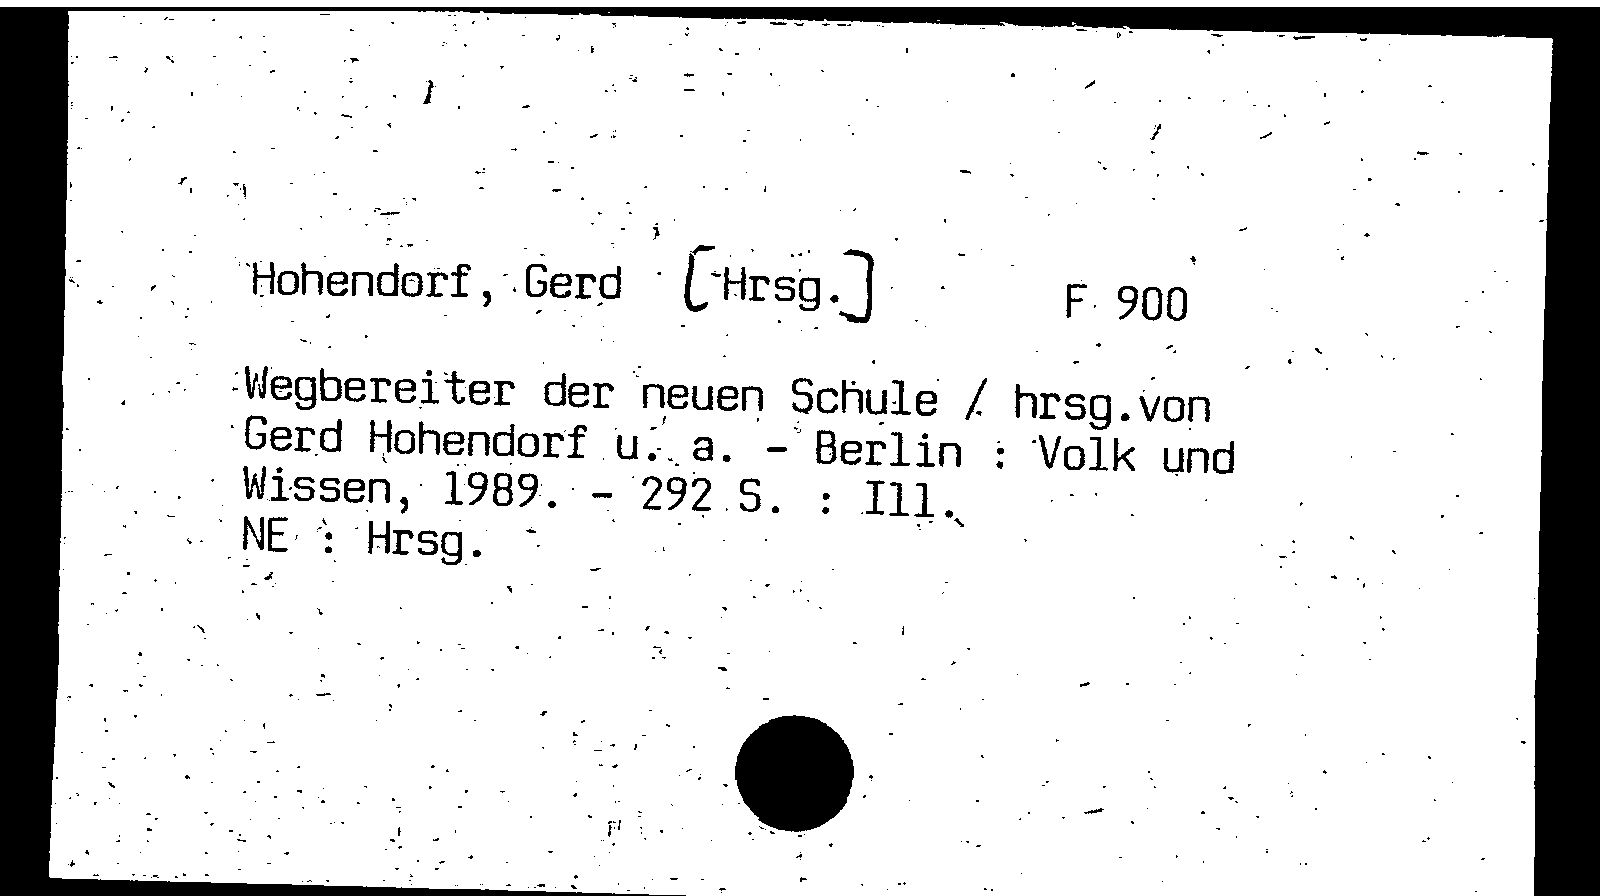 Hohendorf, Gerd [Hrsg.] F 900
Wegbereiter der neuen Schule / hrsg.von
Gerd Hohendorf u. a. - Berlin : Volk und
Wissen, 1989. - 292 S. : Ill.
NE : Hrsg.